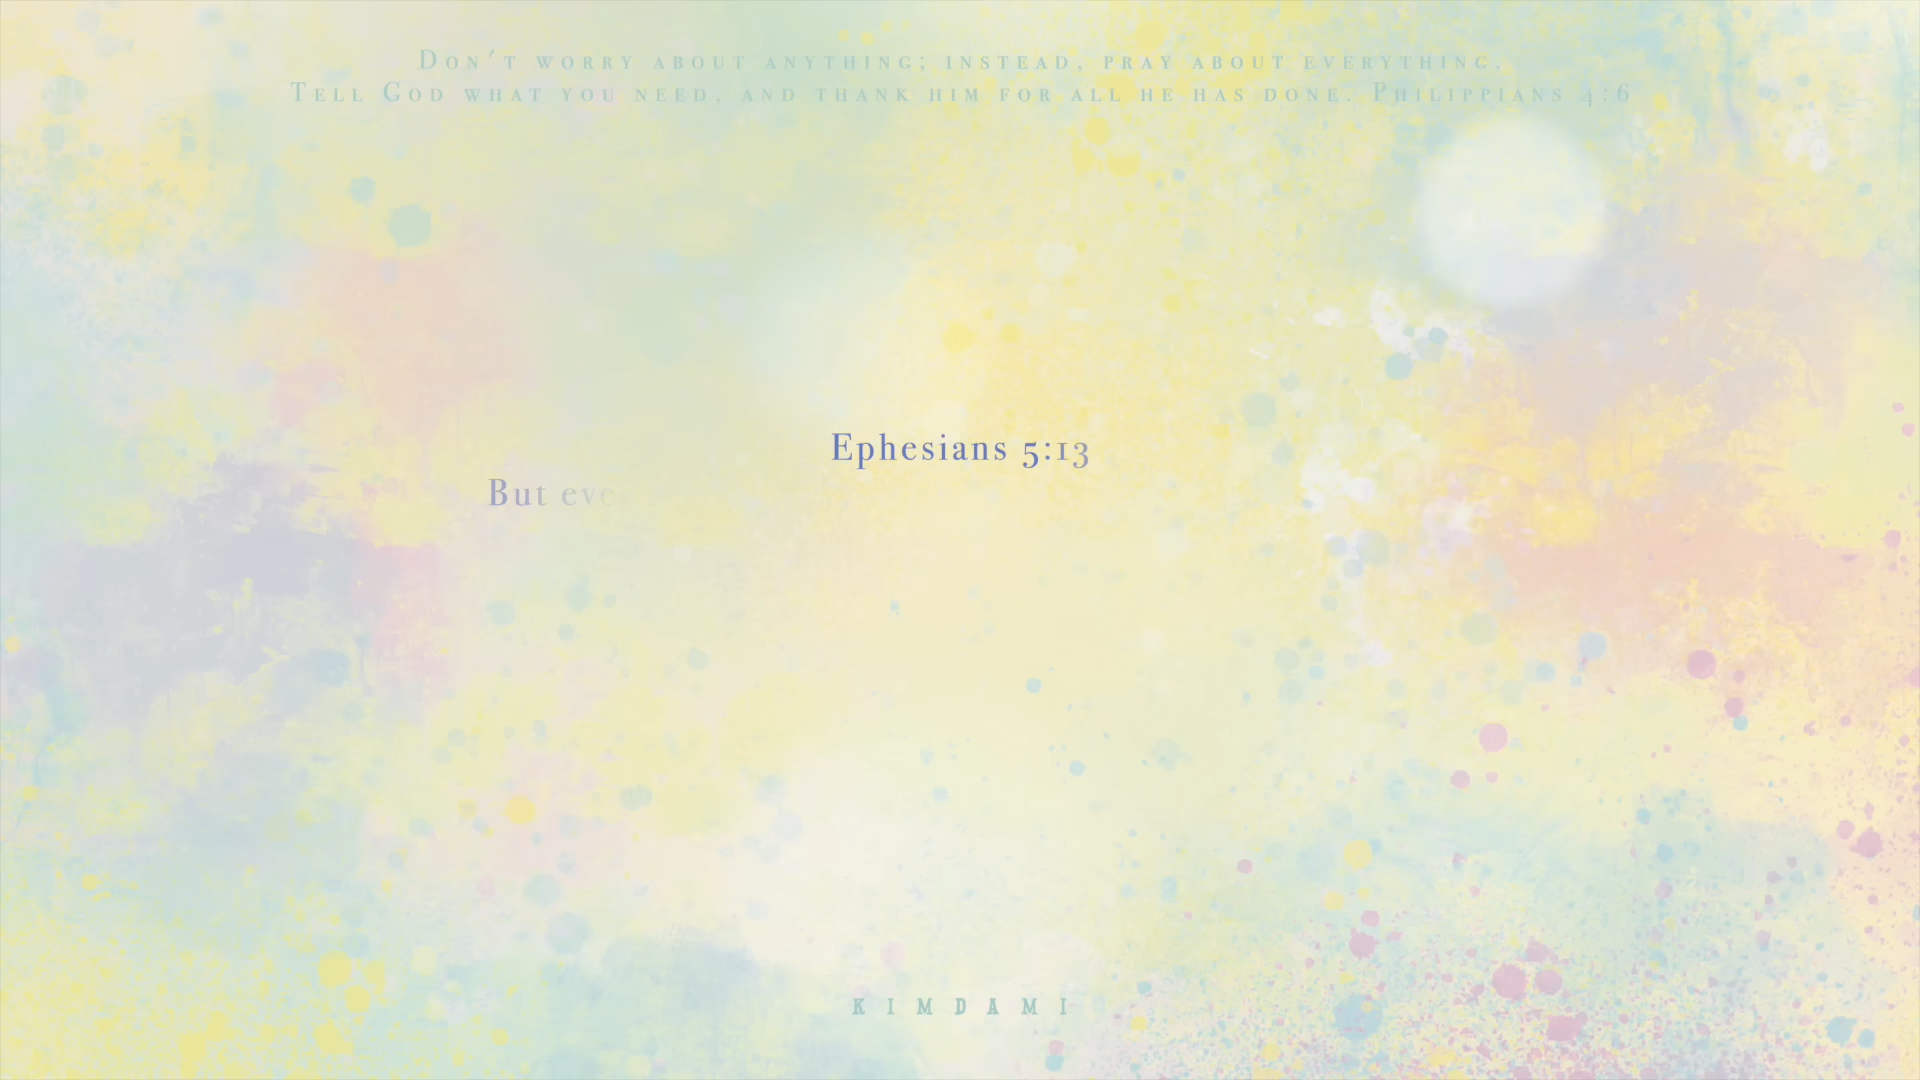 Don't worry about anything; instead, pray about everything.
Tell God what you need, and thank him for all he has done. Philippians 4:6
Ephesians 5:13
But eve
KIMDAMI